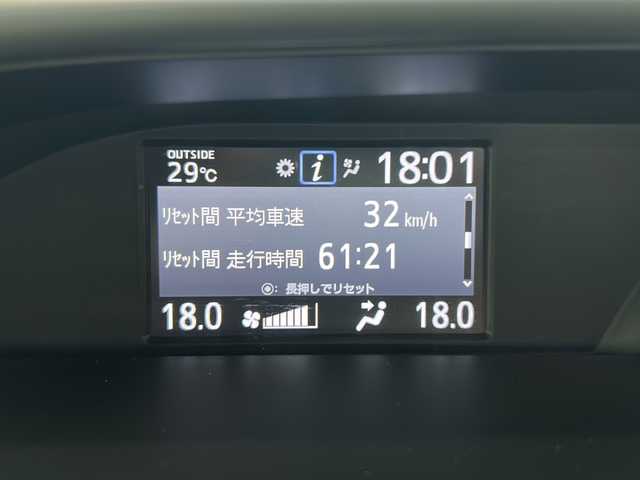 OUTSIDE
29℃ i 18:01
ﾘｾｯﾄ間 平均車速 32 km/h
ﾘｾｯﾄ間 走行時間 61:21
◎: 長押しでリセット
18.0 18.0